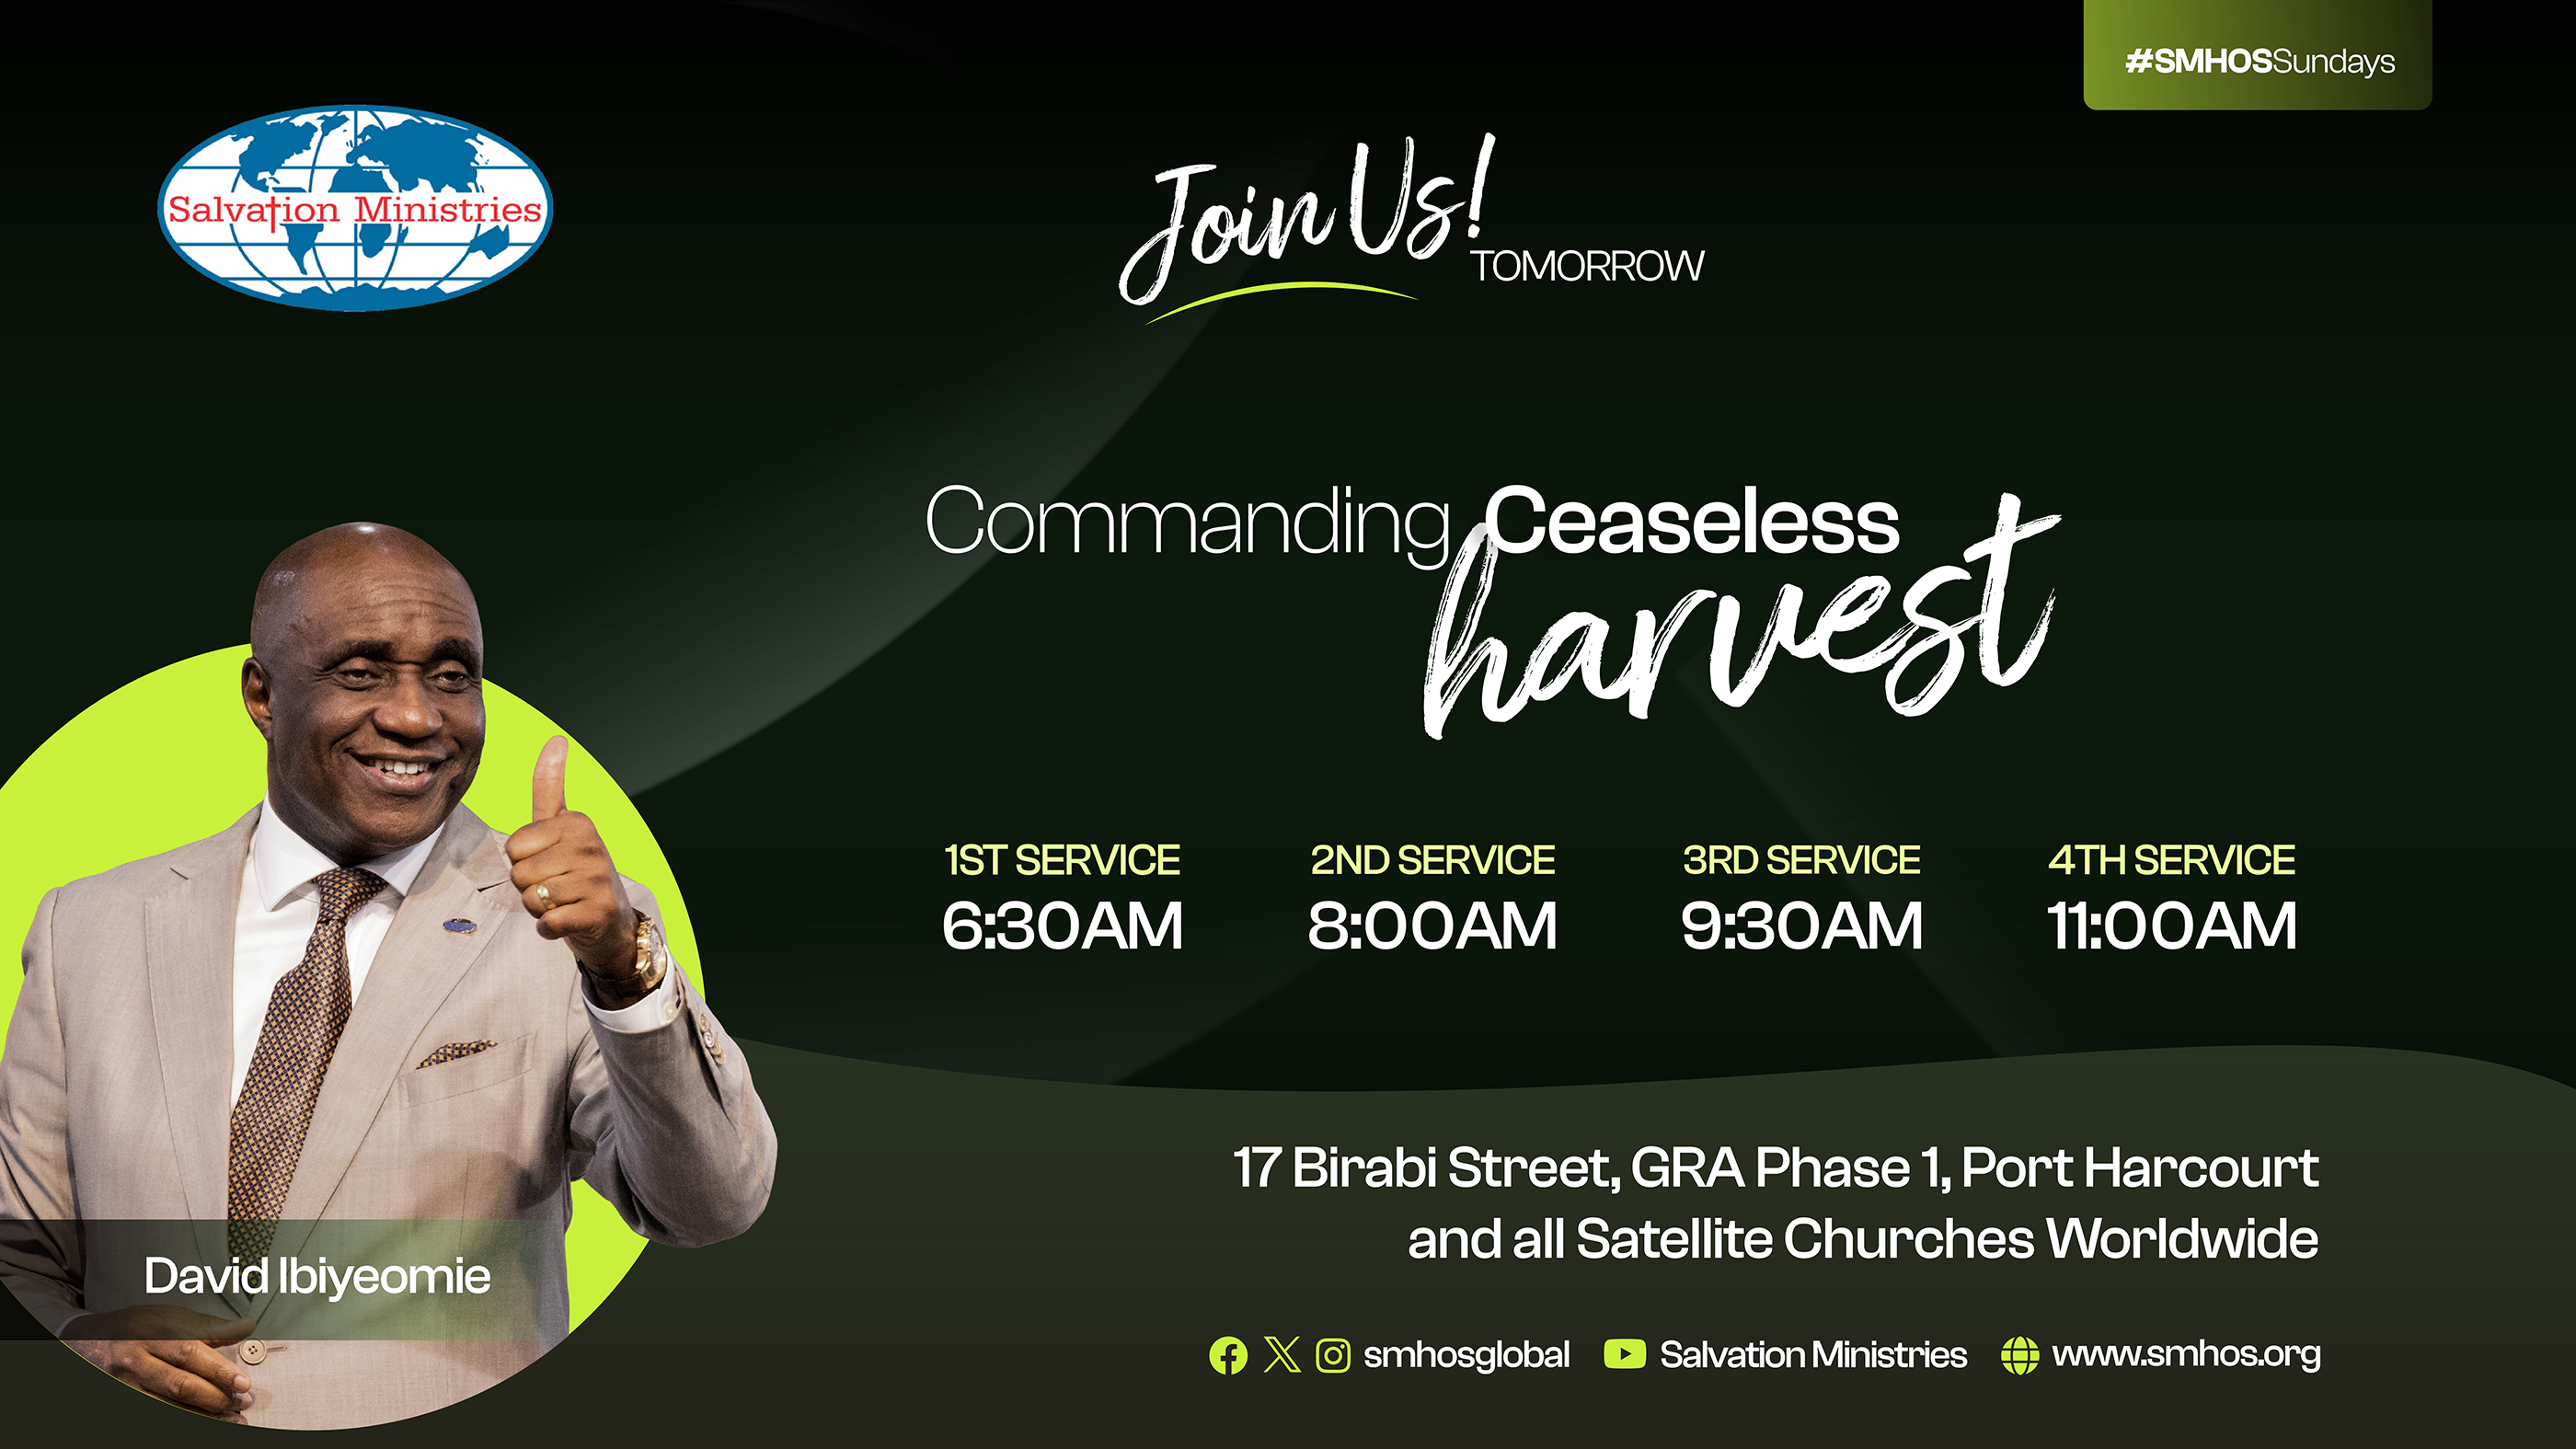 #SMHOSSundays
Salvation Ministries
Join Us!
TOMORROW
Commanding Ceaseless
harvest
1ST SERVICE
6:30AM
2ND SERVICE
8:00AM
3RD SERVICE
9:30AM
4TH SERVICE
11:00AM
17 Birabi Street, GRA Phase 1, Port Harcourt
and all Satellite Churches Worldwide
David Ibiyeomie
smhosglobal Salvation Ministries www.smhos.org